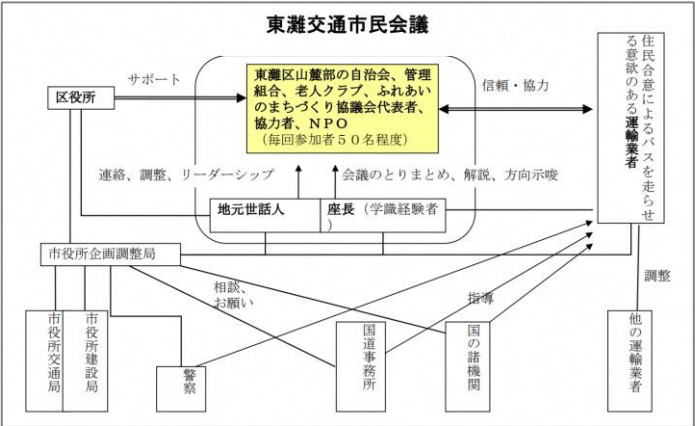 東灘交通市民会議
サポート
区役所
東灘区山麓部の自治会、管理
組合、老人クラブ、ふれあい
のまちづくり協議会代表者、
協力者、ＮＰＯ
（毎回参加者５０名程度）
信頼・協力
住民合意によるバスを走らせ
る意欲のある運輸業者
連絡、調整、リーダーシップ
会議のとりまとめ、解説、方向示唆
地元世話人
座長（学識経験者
）
市役所企画調整局
相談、
お願い
指導
調整
市役所交通局
市役所建設局
警察
国道事務所
国の諸機関
他の運輸業者